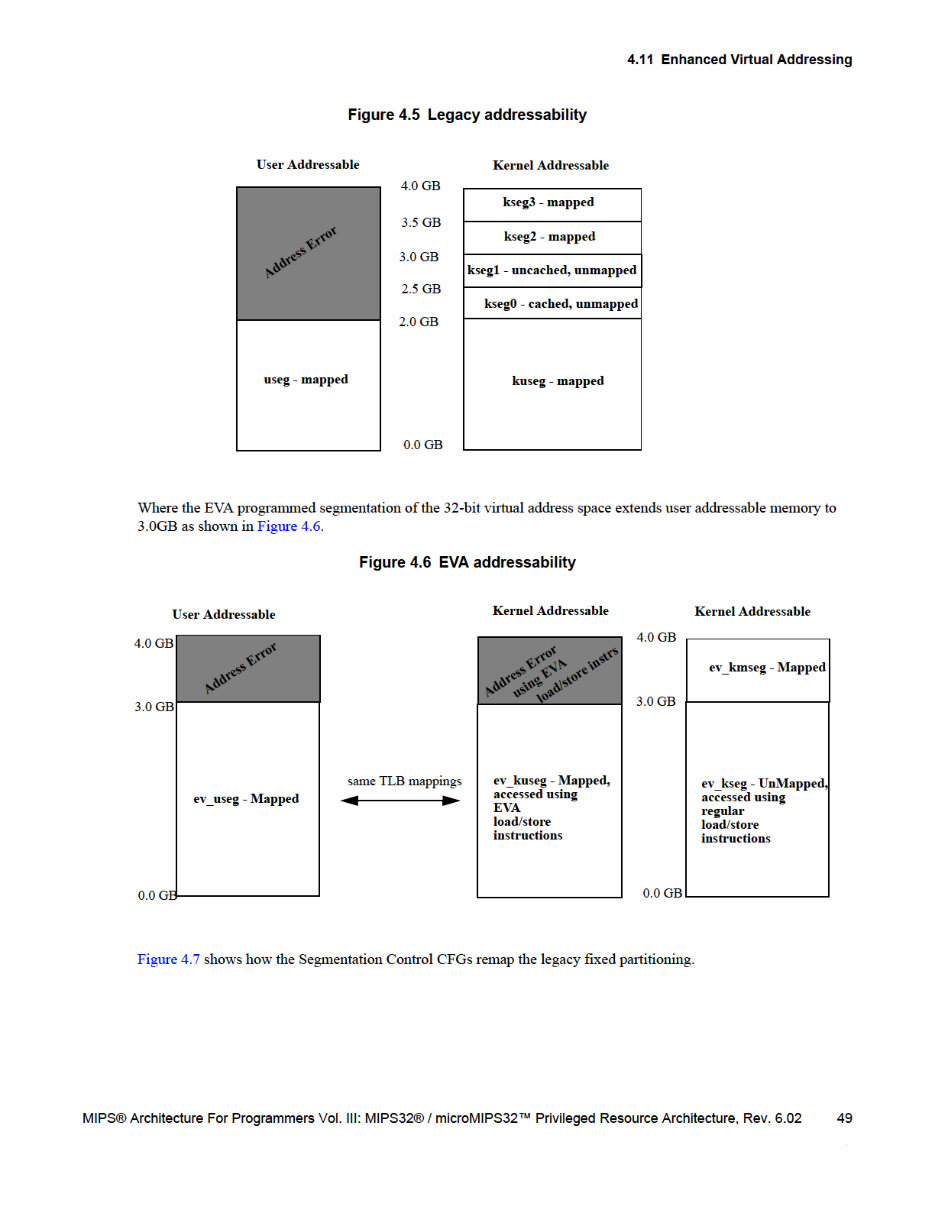 4.11 Enhanced Virtual Addressing
Figure 4.5 Legacy addressability
User Addressable
Kernel Addressable
4.0 GB
3.5 GB
3.0 GB
2.5 GB
2.0 GB
0.0 GB
Address Error
useg - mapped
kseg3 - mapped
kseg2 - mapped
kseg1 - uncached, unmapped
kseg0 - cached, unmapped
kuseg - mapped
Where the EVA programmed segmentation of the 32-bit virtual address space extends user addressable memory to
3.0GB as shown in Figure 4.6.
Figure 4.6 EVA addressability
User Addressable
4.0 GB
Address Error
3.0 GB
ev_useg - Mapped
0.0 GB
same TLB mappings
Kernel Addressable
Address Error
using EVA
load/store instrs
ev_kuseg - Mapped,
accessed using
EVA
load/store
instructions
Kernel Addressable
4.0 GB
ev_kmseg - Mapped
3.0 GB
ev_kseg - UnMapped,
accessed using
regular
load/store
instructions
0.0 GB
Figure 4.7 shows how the Segmentation Control CFGs remap the legacy fixed partitioning.
MIPS® Architecture For Programmers Vol. III: MIPS32® / microMIPS32™ Privileged Resource Architecture, Rev. 6.02 49